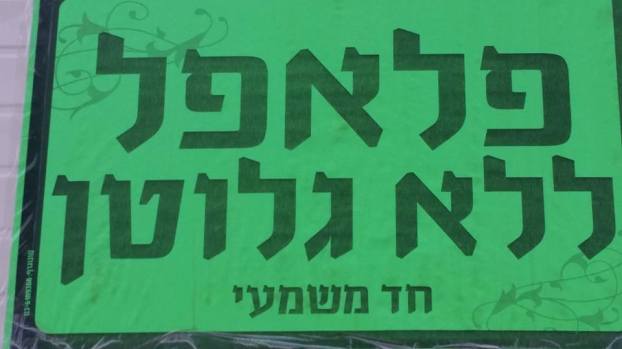 פלאפל
ללא גלוטן
חד משמעי